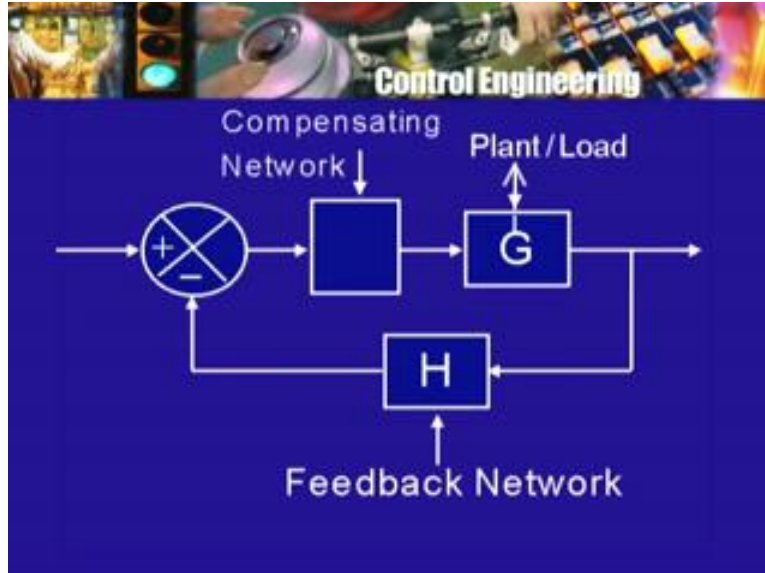 Control Engineering
Compensating
Network
Plant/Load
+
−
G
H
Feedback Network